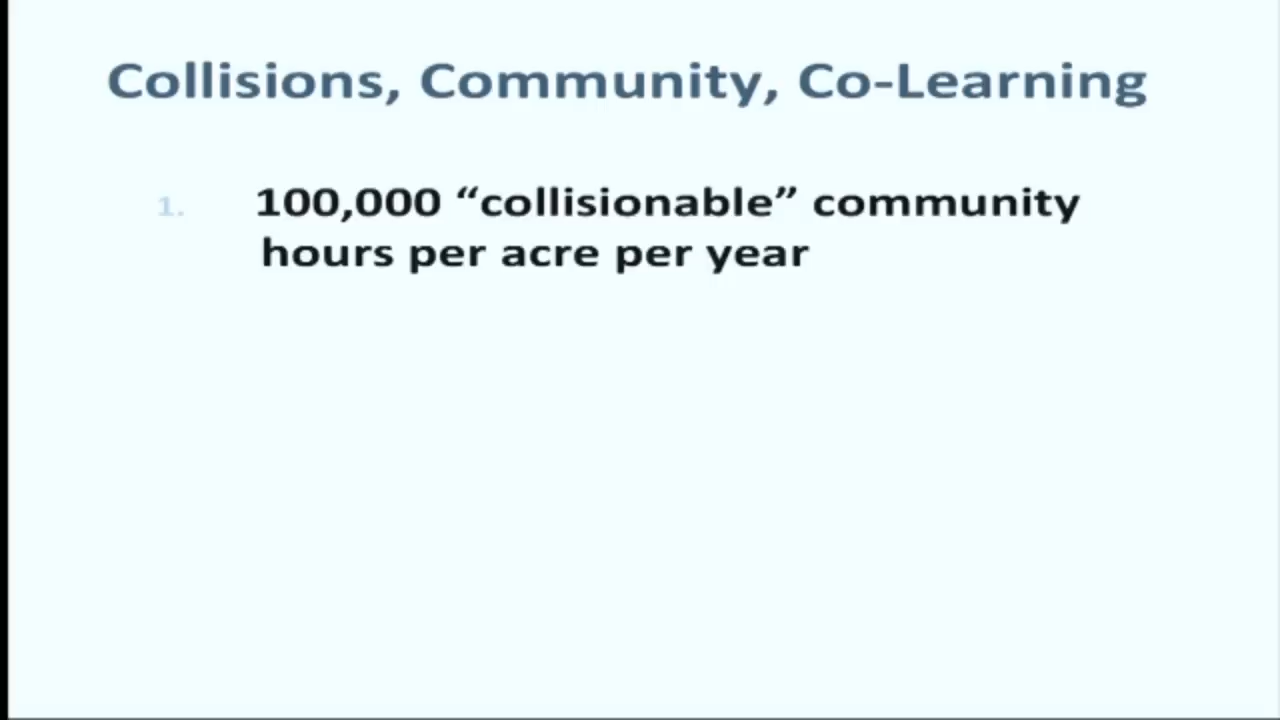 Collisions, Community, Co-Learning
1. 100,000 “collisionable” community
hours per acre per year